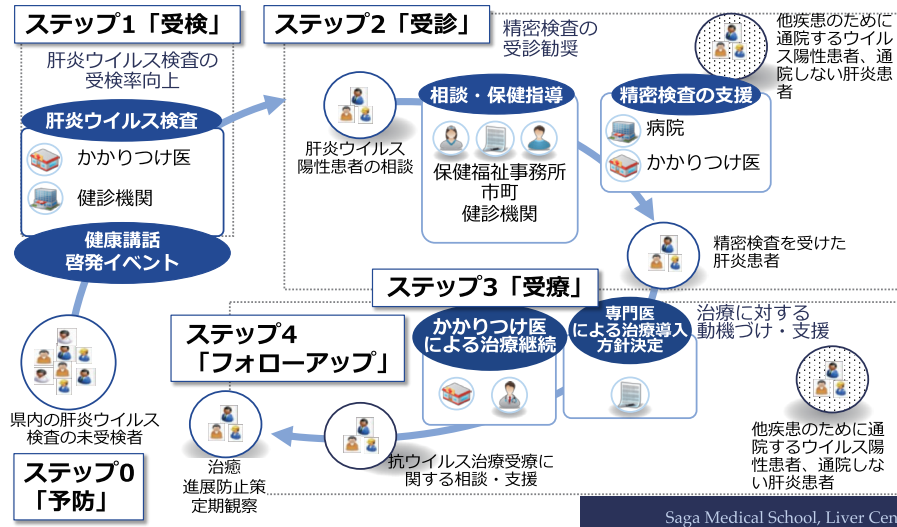 ステップ1「受検」
肝炎ウイルス検査の
受検率向上
肝炎ウイルス検査
かかりつけ医
健診機関
健康講話
啓発イベント
県内の肝炎ウイルス
検査の未受検者
ステップ0
「予防」
ステップ2「受診」
精密検査の
受診勧奨
肝炎ウイルス
陽性患者の相談
相談・保健指導
保健福祉事務所
市町
健診機関
精密検査の支援
病院
かかりつけ医
他疾患のために
通院するウイル
ス陽性患者、通
院しない肝炎患
者
精密検査を受けた
肝炎患者
ステップ3「受療」
専門医
による治療導入
方針決定
かかりつけ医
による治療継続
治療に対する
動機づけ・支援
他疾患のために通
院するウイルス陽
性患者、通院しな
い肝炎患者
抗ウイルス治療受療に
関する相談・支援
ステップ4
「フォローアップ」
治癒
進展防止策
定期観察
Saga Medical School, Liver Cen